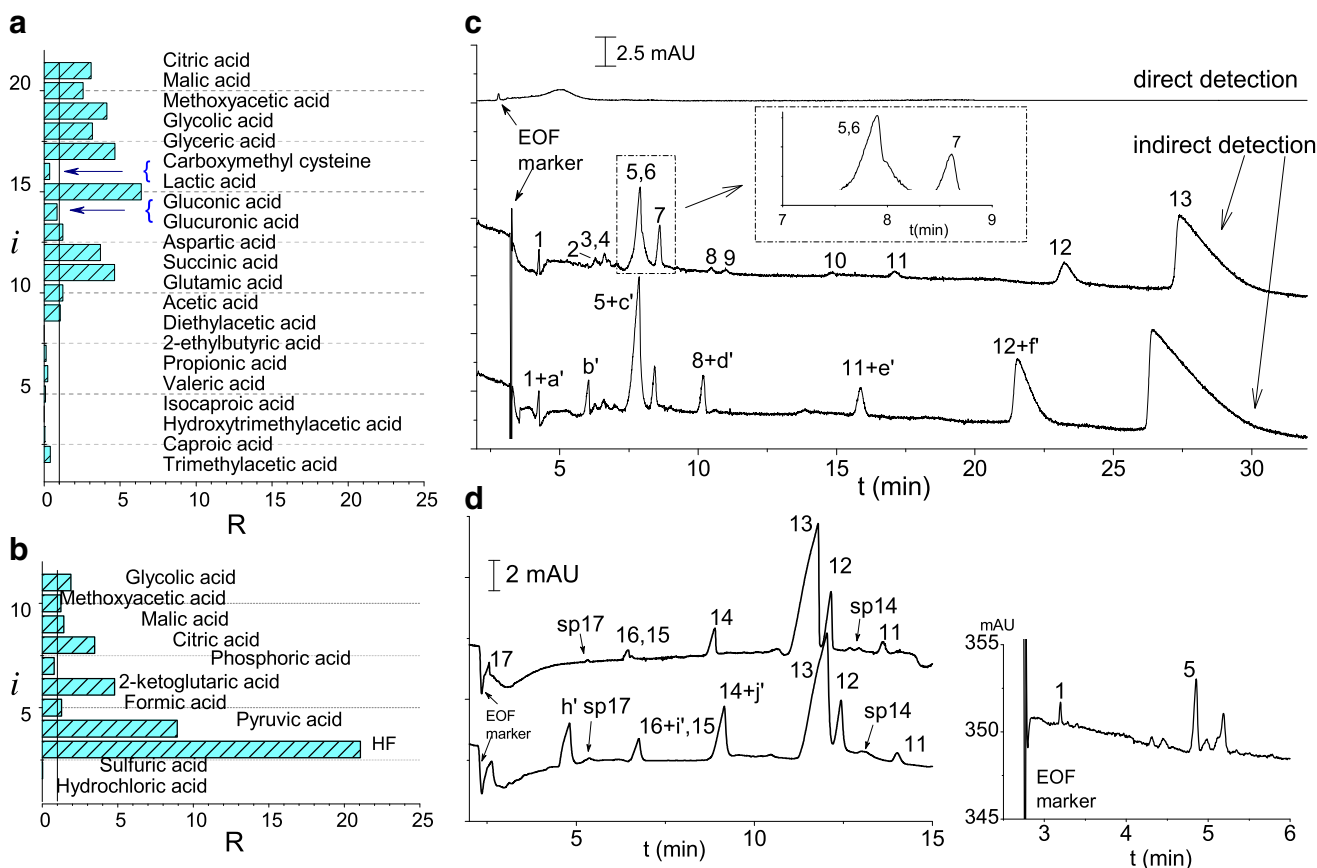 a
Citric acid
Malic acid
Methoxyacetic acid
Glycolic acid
Glyceric acid
Carboxymethyl cysteine
Lactic acid
Gluconic acid
Glucuronic acid
Aspartic acid
Succinic acid
Glutamic acid
Acetic acid
Diethylacetic acid
2-ethylbutyric acid
Propionic acid
Valeric acid
Isocaproic acid
Hydroxytrimethylacetic acid
Caproic acid
Trimethylacetic acid
20
15
10
5
i
{
{
0 5 10 15 20 25
R
b
Glycolic acid
Methoxyacetic acid
Malic acid
Citric acid
Phosphoric acid
2-ketoglutaric acid
Formic acid
Pyruvic acid
HF
Sulfuric acid
Hydrochloric acid
10
5
i
0 5 10 15 20 25
R
c
2.5 mAU
direct detection
EOF
marker
indirect detection
5,6
7
7 8 9
t(min)
1 2 3,4 5,6 7 8 9 10 11 12 13
1+a' b' 5+c' 8+d' 11+e' 12+f'
5 10 15 20 25 30
t (min)
d
2 mAU
17 sp17 16,15 14 13 12 sp14 11
EOF
marker
h' sp17 16+i',15 14+j' 13 12 sp14 11
5 10 15
t (min)
mAU
355
350
345
1 5
EOF
marker
3 4 5 6
t (min)